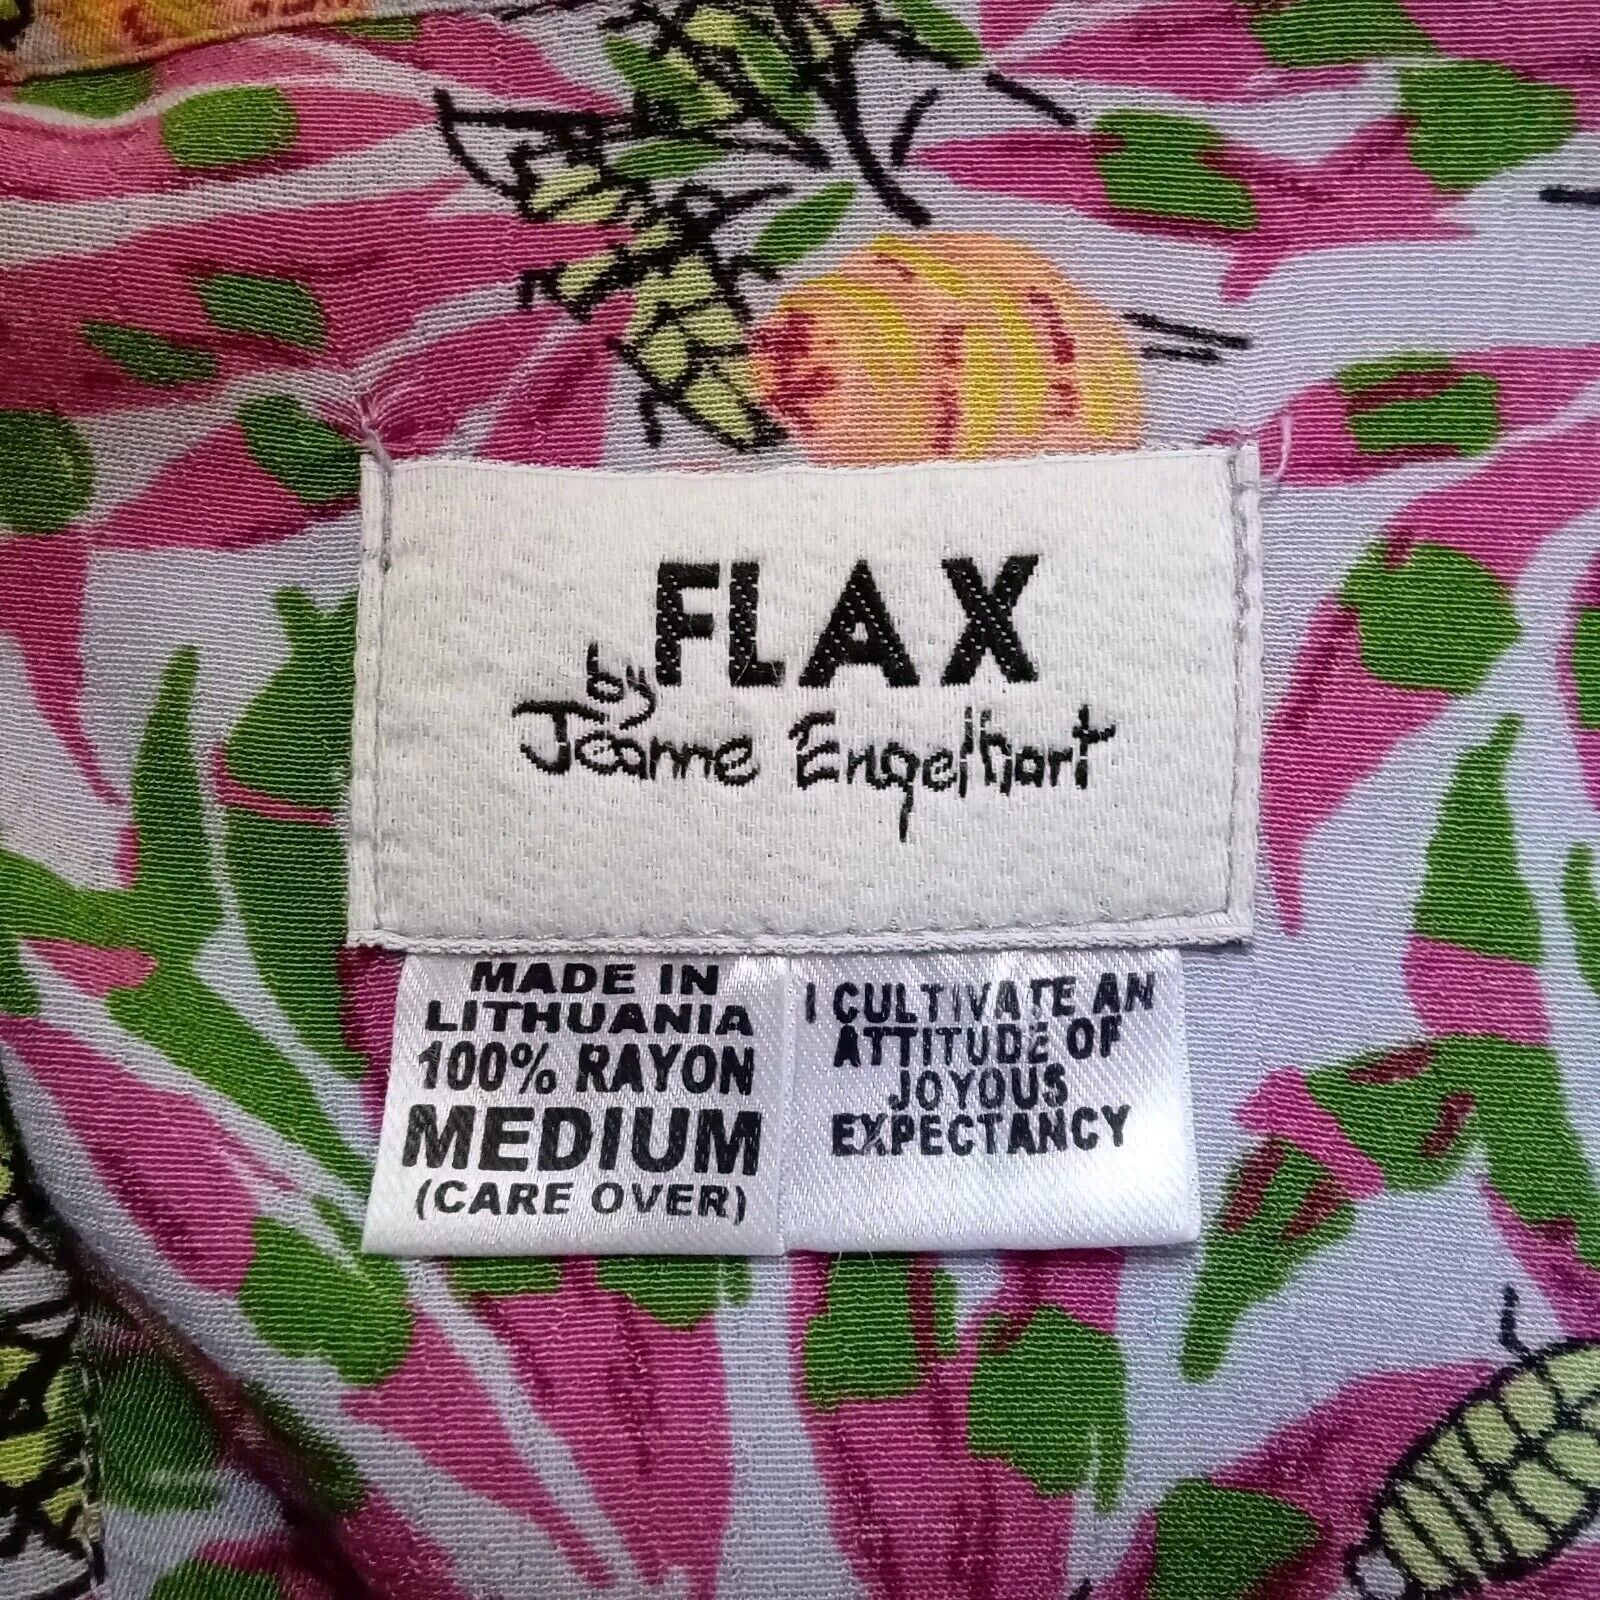 FLAX
by
Jeanne Engelhart
MADE IN
LITHUANIA
100% RAYON
MEDIUM
(CARE OVER)
I CULTIVATE AN
ATTITUDE OF
JOYOUS
EXPECTANCY